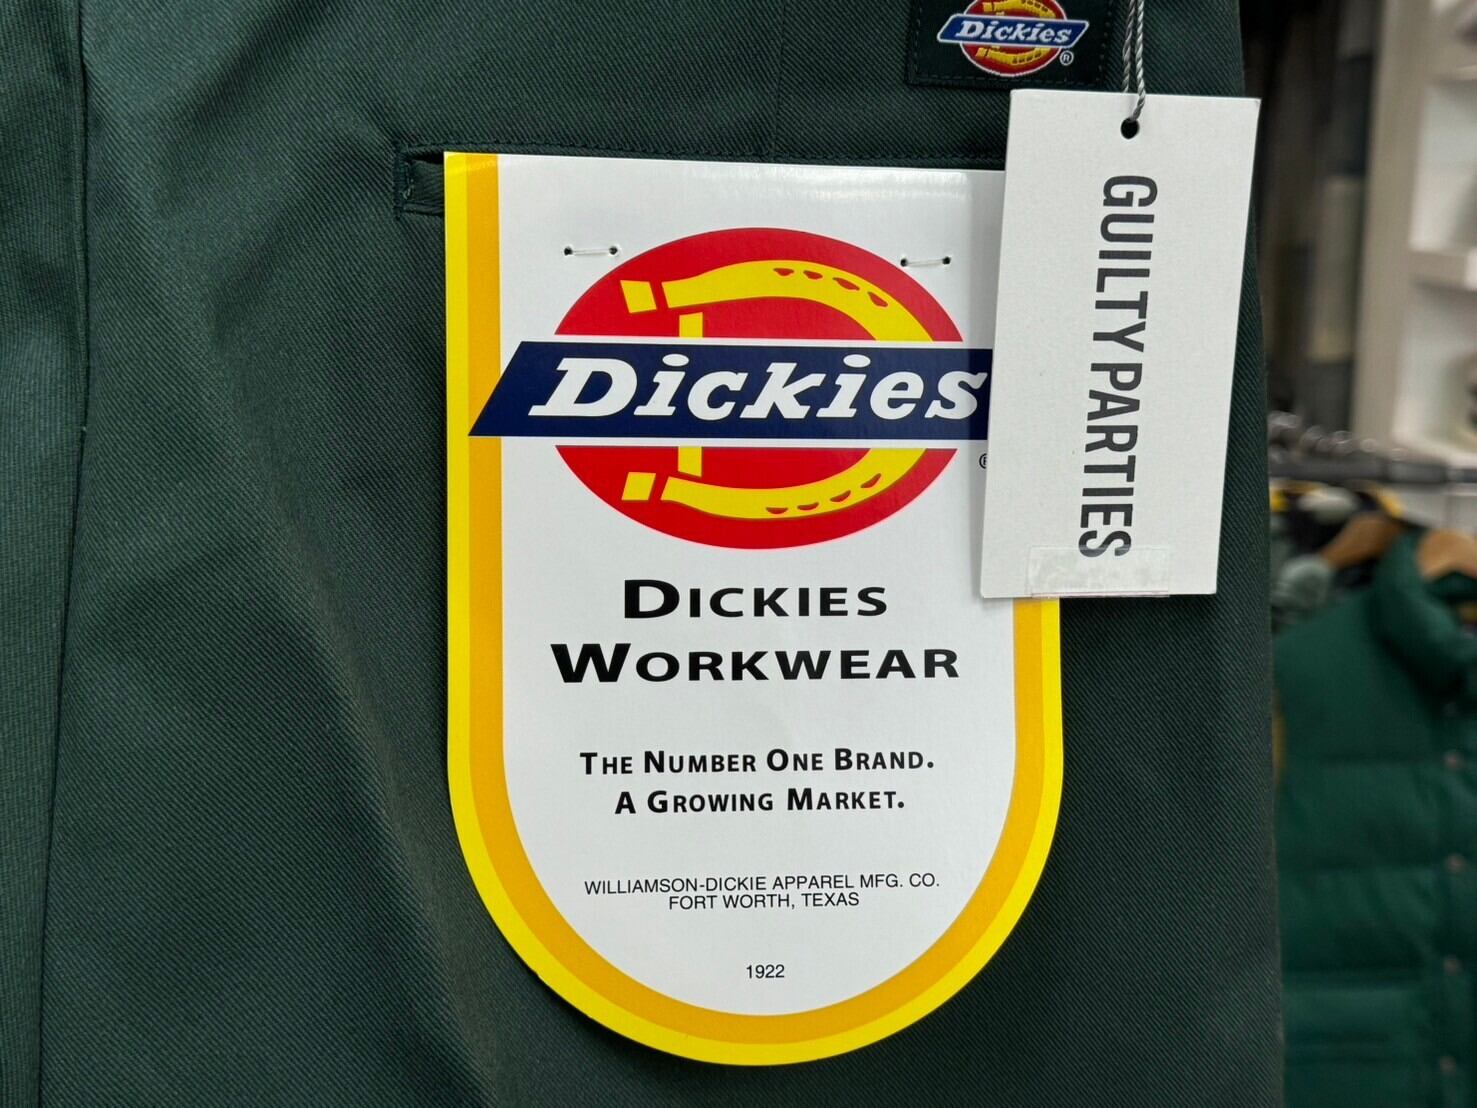 Dickies
®
GUILTY PARTIES
Dickies
®
DICKIES
WORKWEAR
THE NUMBER ONE BRAND.
A GROWING MARKET.
WILLIAMSON-DICKIE APPAREL MFG. CO.
FORT WORTH, TEXAS
1922